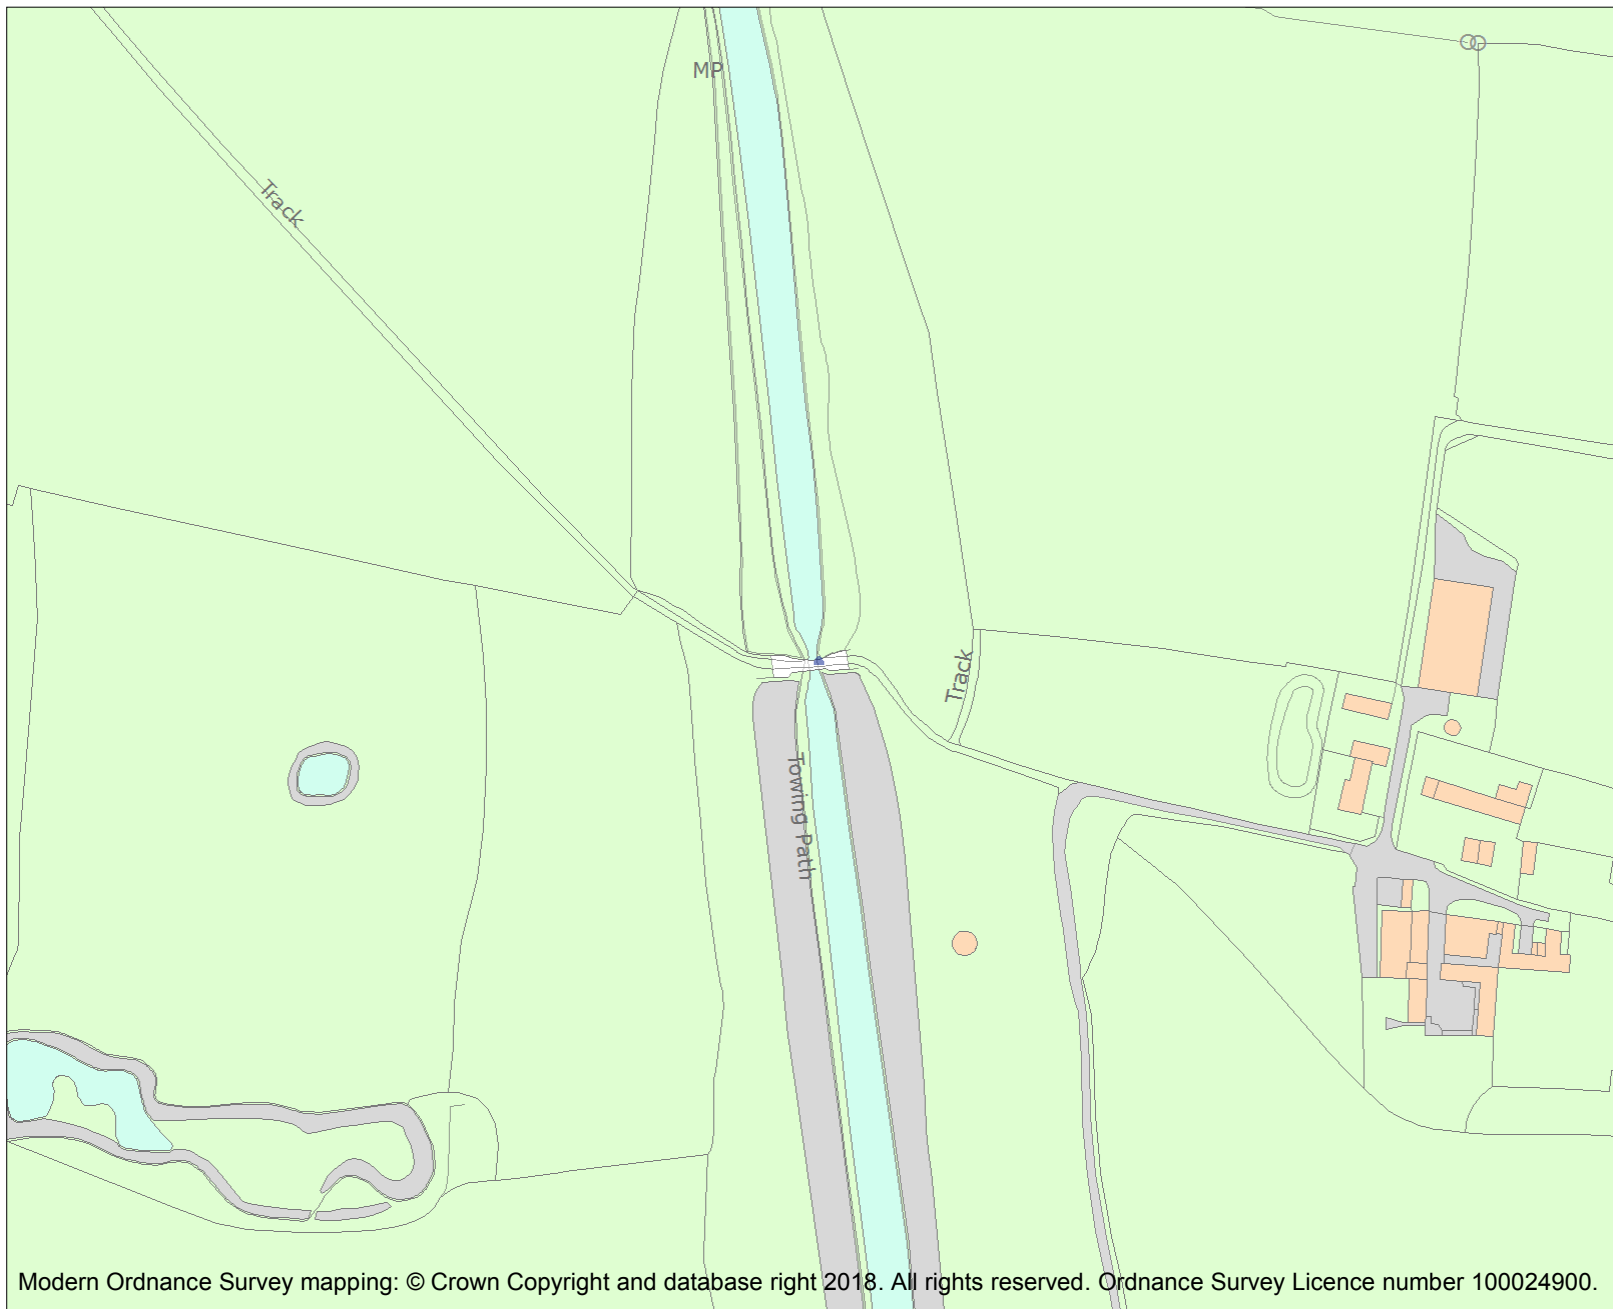 MP
Track
Track
Towing Path
Modern Ordnance Survey mapping: © Crown Copyright and database right 2018. All rights reserved. Ordnance Survey Licence number 100024900.